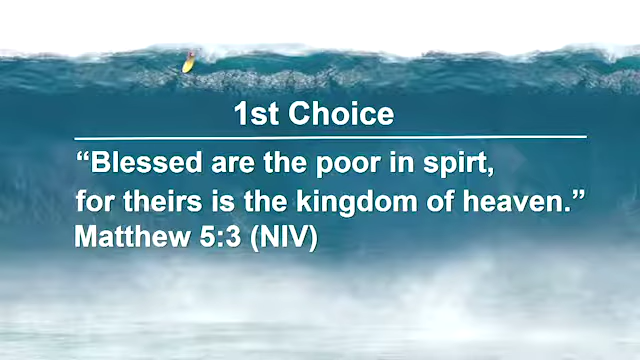 1st Choice
“Blessed are the poor in spirt,
for theirs is the kingdom of heaven.”
Matthew 5:3 (NIV)